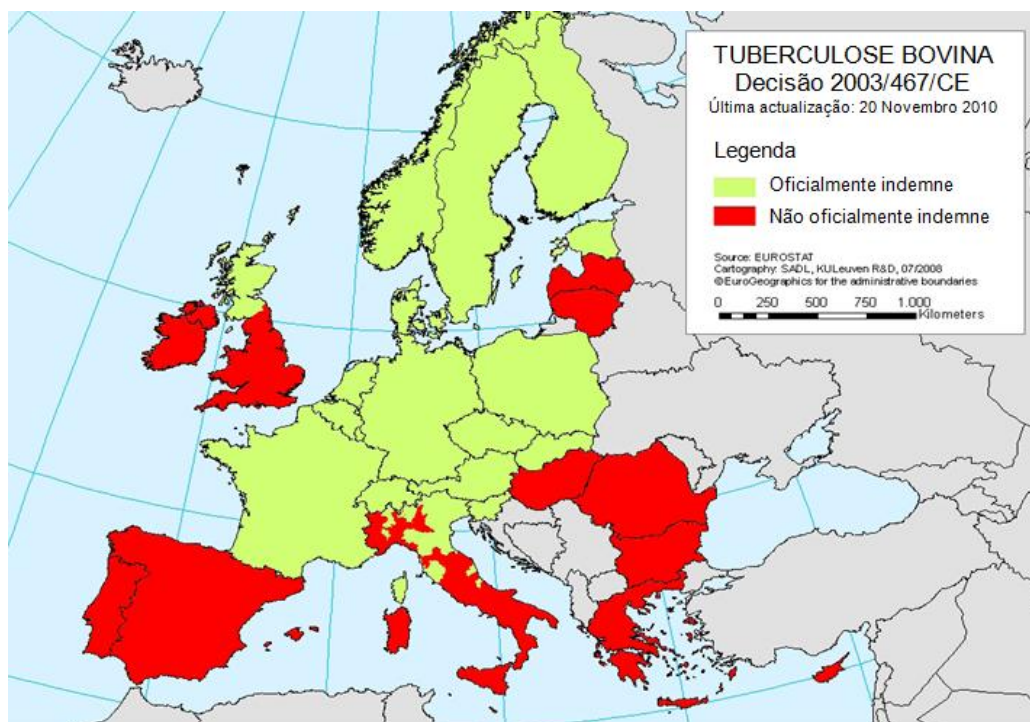 TUBERCULOSE BOVINA
Decisão 2003/467/CE
Última actualização: 20 Novembro 2010
Legenda
Oficialmente indemne
Não oficialmente indemne
Source: EUROSTAT
Cartography: SADL, KULeuven R&D, 07/2008
©EuroGeographics for the administrative boundaries
0 250 500 750 1.000
Kilometers